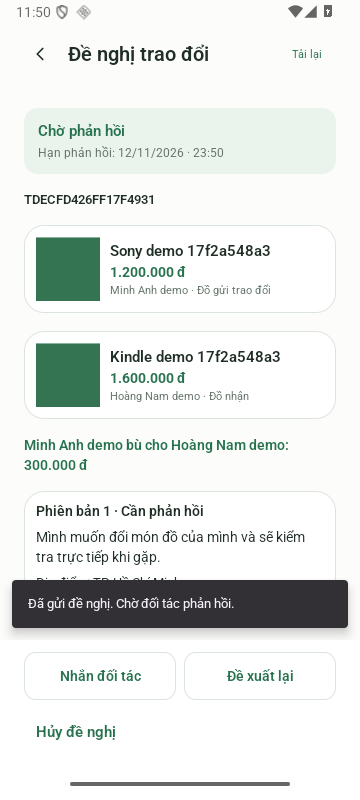 11:50
Đề nghị trao đổi
Tải lại
Chờ phản hồi
Hạn phản hồi: 12/11/2026 · 23:50
TDECFD426FF17F4931
Sony demo 17f2a548a3
1.200.000 đ
Minh Anh demo · Đồ gửi trao đổi
Kindle demo 17f2a548a3
1.600.000 đ
Hoàng Nam demo · Đồ nhận
Minh Anh demo bù cho Hoàng Nam demo:
300.000 đ
Phiên bản 1 · Cần phản hồi
Mình muốn đổi món đồ của mình và sẽ kiểm
tra trực tiếp khi gặp.
Đã gửi đề nghị. Chờ đối tác phản hồi.
Nhắn đối tác
Đề xuất lại
Hủy đề nghị